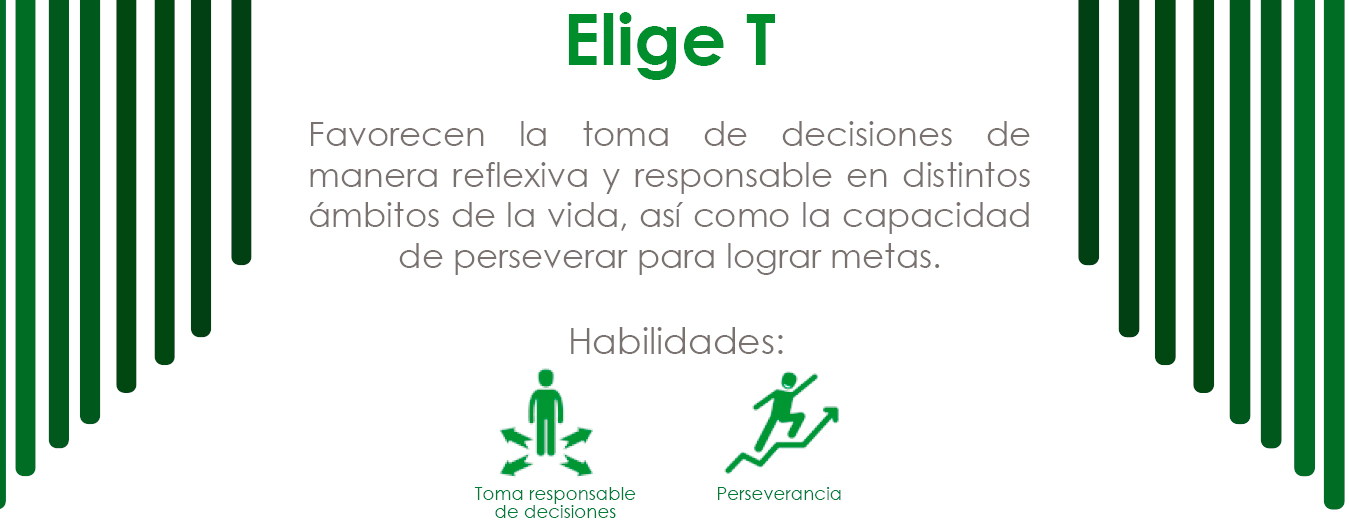 Elige T
Favorecen la toma de decisiones de
manera reflexiva y responsable en distintos
ámbitos de la vida, así como la capacidad
de perseverar para lograr metas.
Habilidades:
Toma responsable
de decisiones
Perseverancia